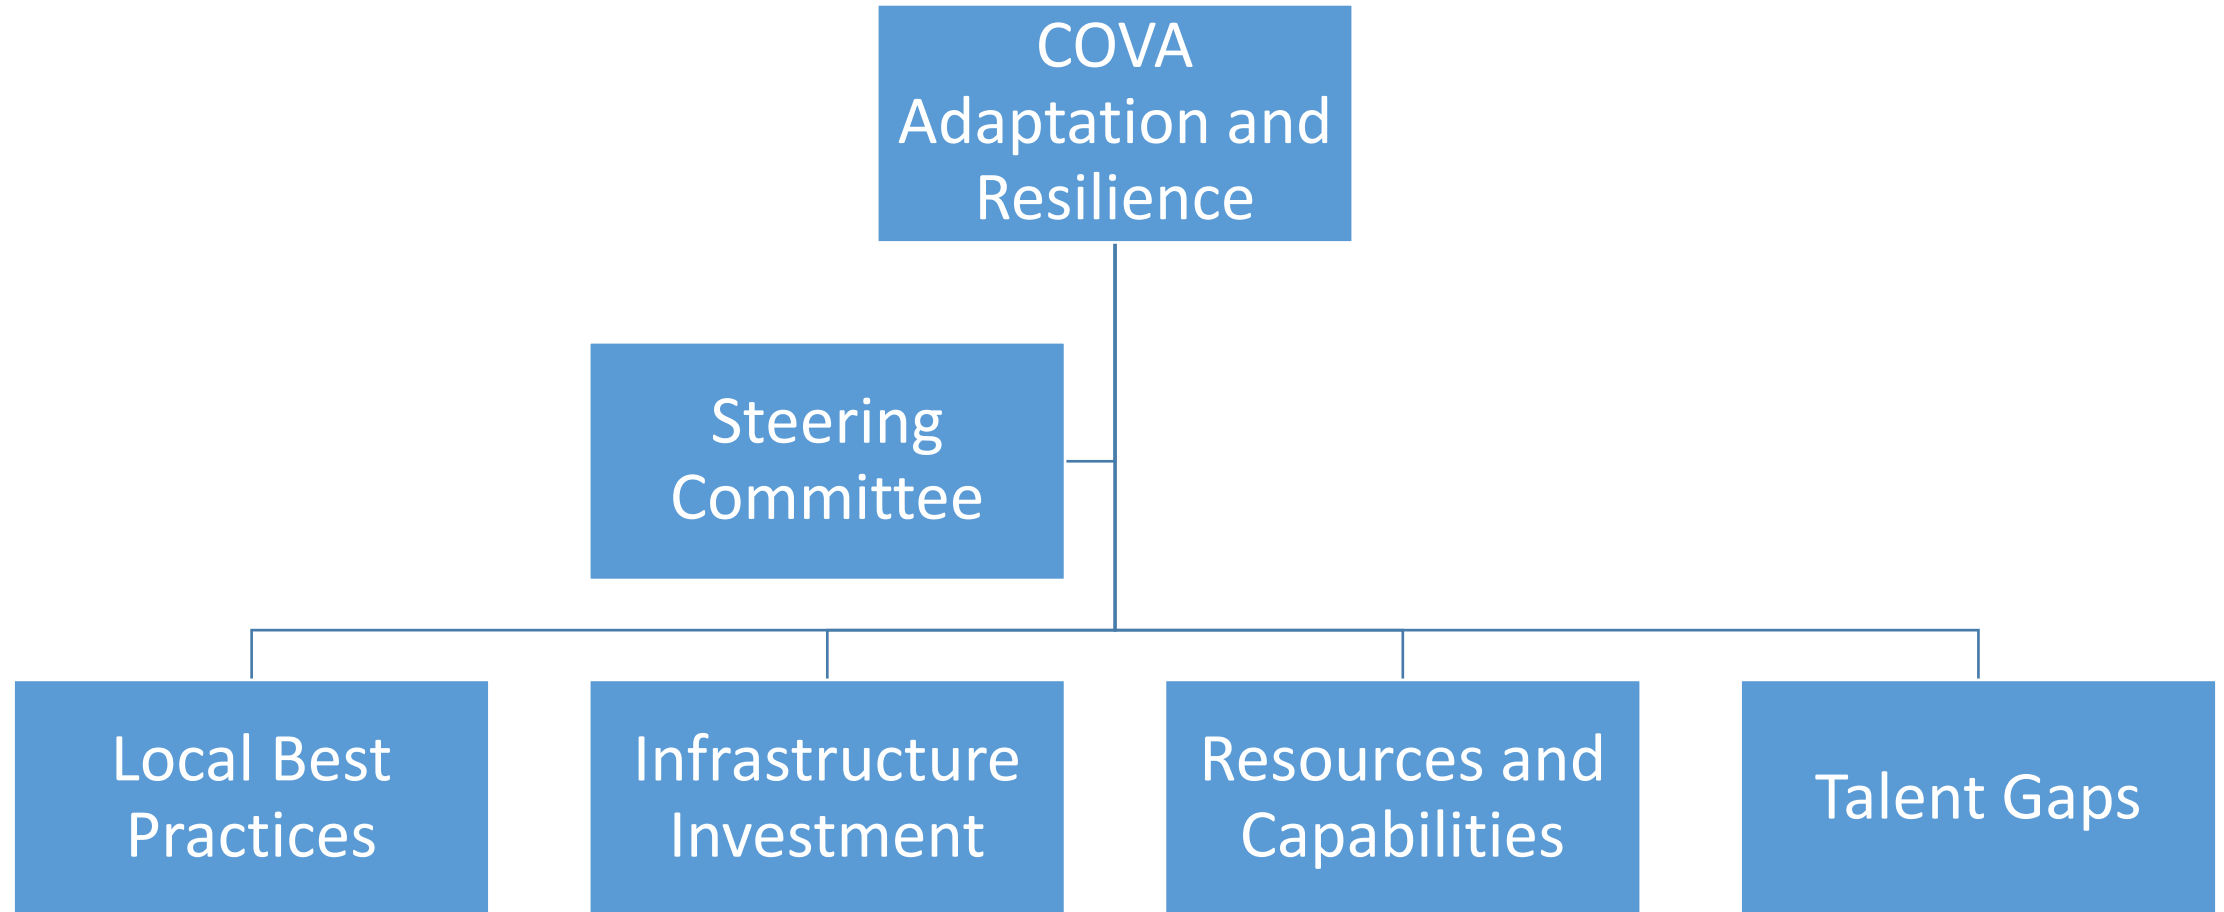 COVA
Adaptation and
Resilience
Steering
Committee
Local Best
Practices
Infrastructure
Investment
Resources and
Capabilities
Talent Gaps